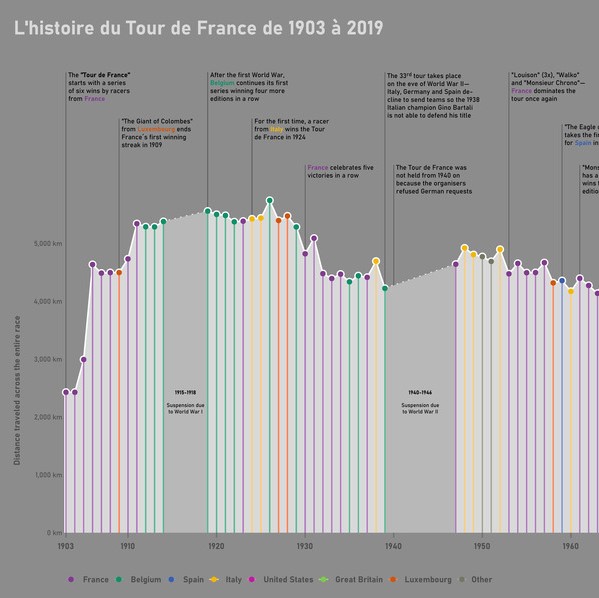 L'histoire du Tour de France de 1903 à 2019
The "Tour de France"
starts with a series
of six wins by racers
from France
"The Giant of Colombes"
from Luxembourg ends
France´s first winning
streak in 1909
After the first World War,
Belgium continues its first
series winning four more
editions in a row
For the first time, a racer
from Italy wins the Tour
de France in 1924
France celebrates five
victories in a row
The 33rd tour takes place
on the eve of World War II—
Italy, Germany and Spain de-
cline to send teams so the 1938
Italian champion Gino Bartali
is not able to defend his title
The Tour de France was
not held from 1940 on
because the organisers
refused German requests
"Louison" (3x), "Walko"
and "Monsieur Chrono"—
France dominates the
tour once again
"The Eagle
takes the fi
for Spain in
"Mons
has a
wins
editio
Distance traveled across the entire race
5,000 km
4,000 km
3,000 km
2,000 km
1,000 km
0 km
1915-1918
Suspension due
to World War I
1940-1946
Suspension due
to World War II
1903
1910
1920
1930
1940
1950
1960
France
Belgium
Spain
Italy
United States
Great Britain
Luxembourg
Other